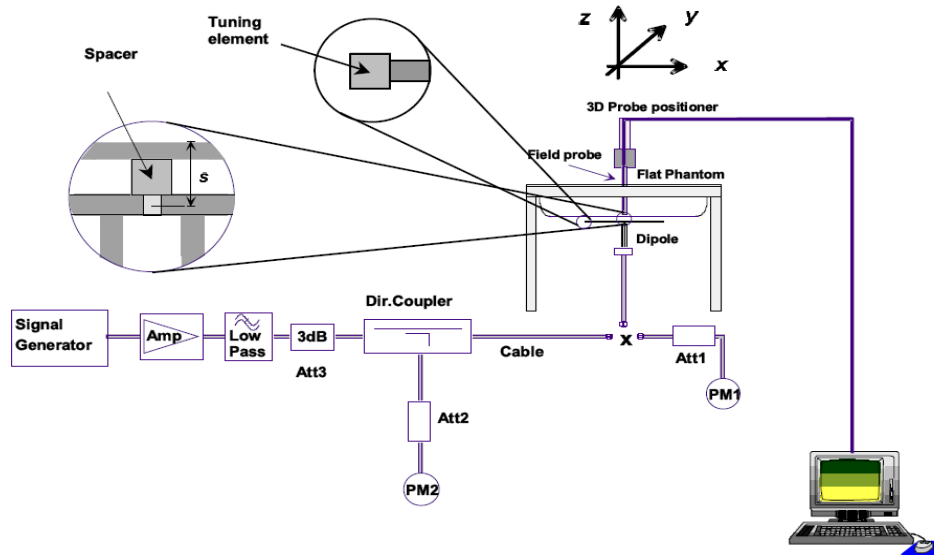 Tuning
element
Spacer
z
y
x
3D Probe positioner
Field probe
Flat Phantom
s
Dipole
Dir.Coupler
Signal
Generator
Amp
Low
Pass
3dB
Att3
Cable
x
Att1
PM1
Att2
PM2